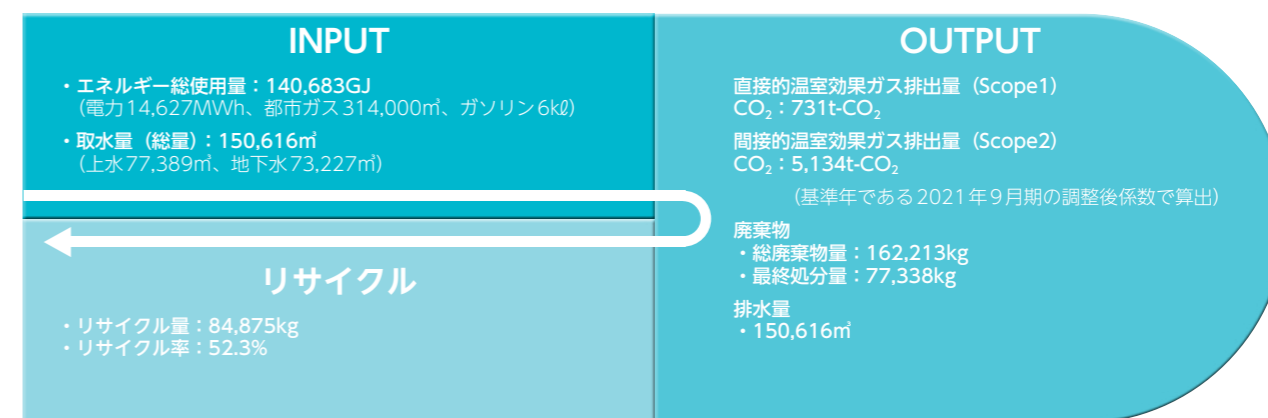 INPUT
・エネルギー総使用量：140,683GJ
（電力14,627MWh、都市ガス314,000㎥、ガソリン6㎘）
・取水量（総量）：150,616㎥
（上水77,389㎥、地下水73,227㎥）
リサイクル
・リサイクル量：84,875kg
・リサイクル率：52.3%
OUTPUT
直接的温室効果ガス排出量（Scope1）
CO₂：731t-CO₂
間接的温室効果ガス排出量（Scope2）
CO₂：5,134t-CO₂
（基準年である2021年9月期の調整後係数で算出）
廃棄物
・総廃棄物量：162,213kg
・最終処分量：77,338kg
排水量
・150,616㎥